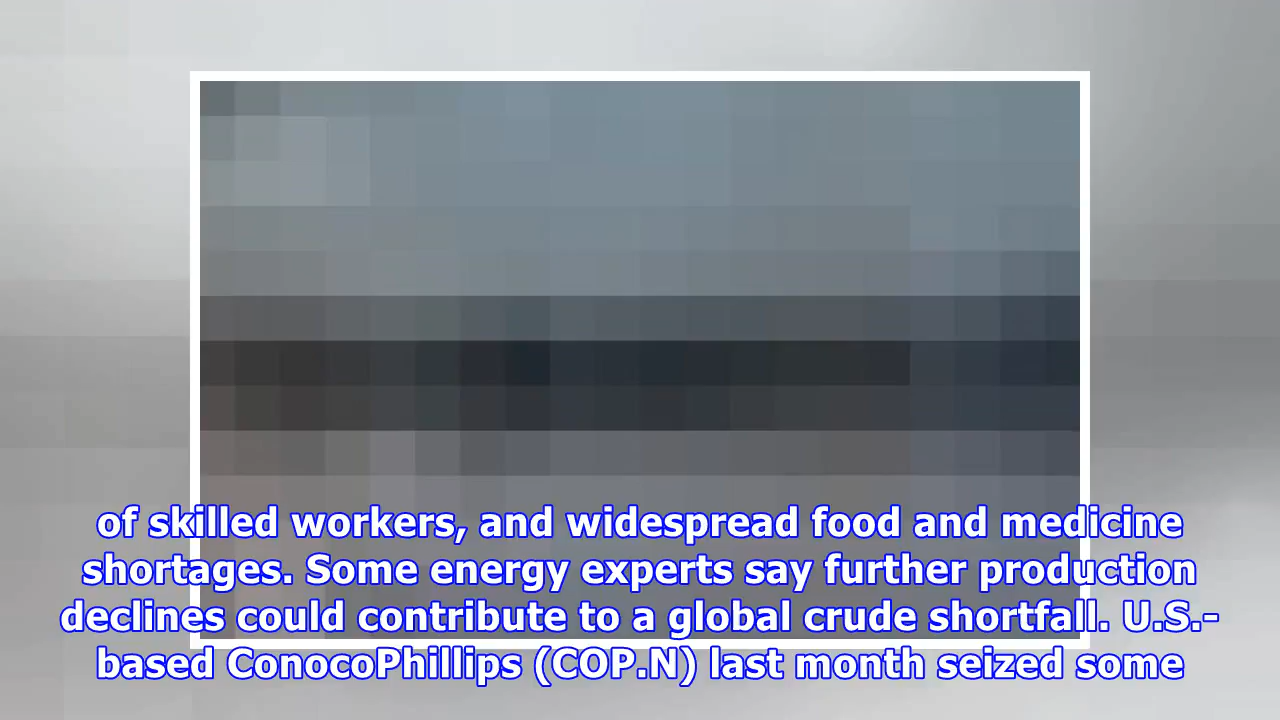 of skilled workers, and widespread food and medicine
shortages. Some energy experts say further production
declines could contribute to a global crude shortfall. U.S.-
based ConocoPhillips (COP.N) last month seized some